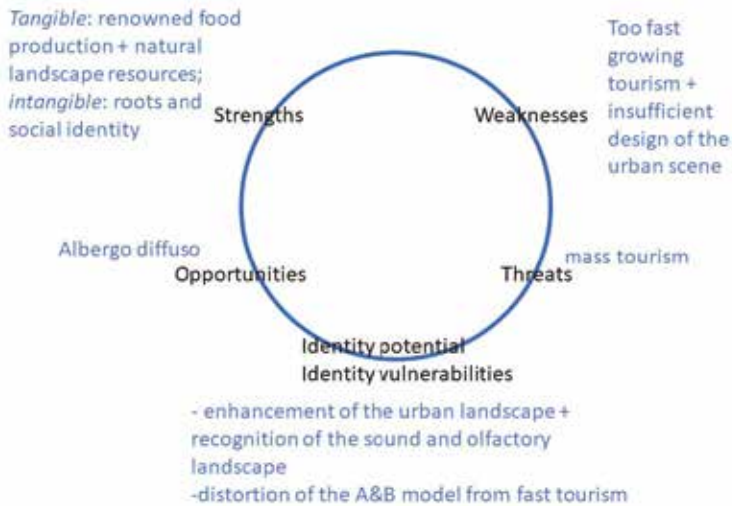 Tangible: renowned food
production + natural
landscape resources;
intangible: roots and
social identity
Strengths
Too fast
growing
tourism +
insufficient
design of the
urban scene
Weaknesses
Albergo diffuso
Opportunities
mass tourism
Threats
Identity potential
Identity vulnerabilities
- enhancement of the urban landscape +
recognition of the sound and olfactory
landscape
-distortion of the A&B model from fast tourism